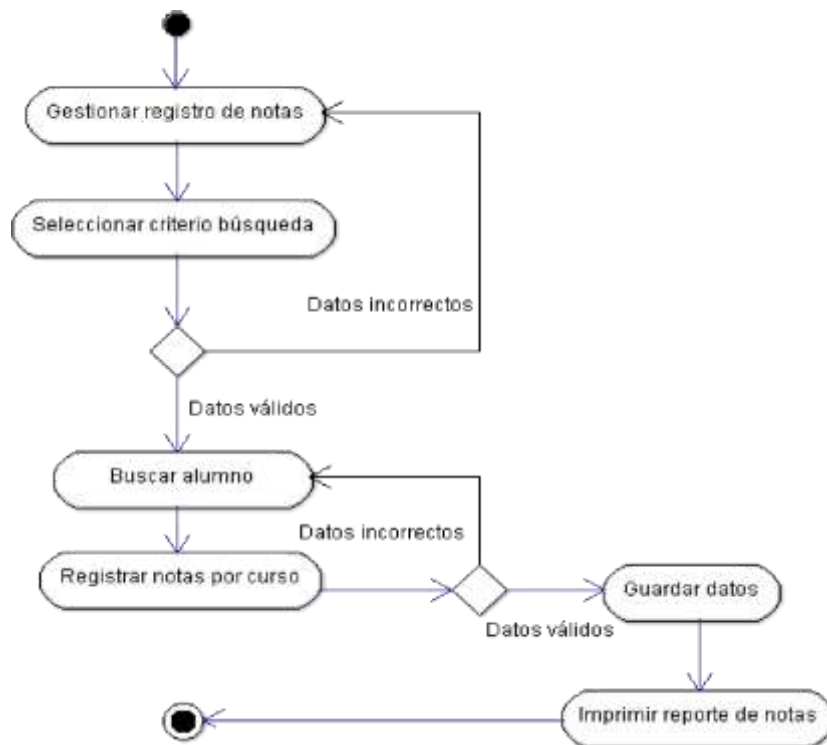 Gestionar registro de notas
Seleccionar criterio búsqueda
Datos incorrectos
Datos válidos
Buscar alumno
Datos incorrectos
Registrar notas por curso
Guardar datos
Datos válidos
Imprimir reporte de notas